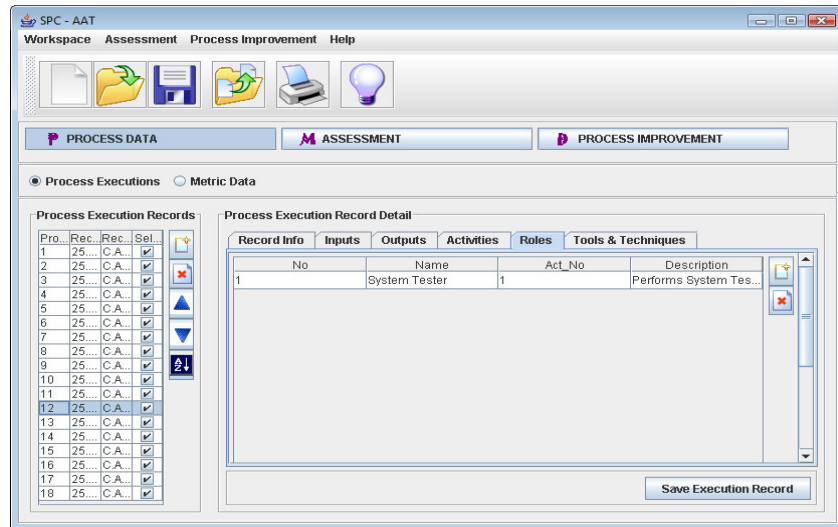 SPC - AAT
Workspace Assessment Process Improvement Help
P PROCESS DATA M ASSESSMENT PROCESS IMPROVEMENT
Process Executions Metric Data
Process Execution Records Process Execution Record Detail
Record Info Inputs Outputs Activities Roles Tools & Techniques
Pro... Rec... Rec... Sel...
No Name Act_No Description
1 25.... C.A...
1 System Tester 1 Performs System Tes...
2 25.... C.A...
3 25.... C.A...
4 25.... C.A...
5 25.... C.A...
6 25.... C.A...
7 25.... C.A...
8 25.... C.A...
9 25.... C.A...
10 25.... C.A...
11 25.... C.A...
12 25.... C.A...
13 25.... C.A...
14 25.... C.A...
15 25.... C.A...
16 25.... C.A...
17 25.... C.A...
18 25.... C.A...
Save Execution Record